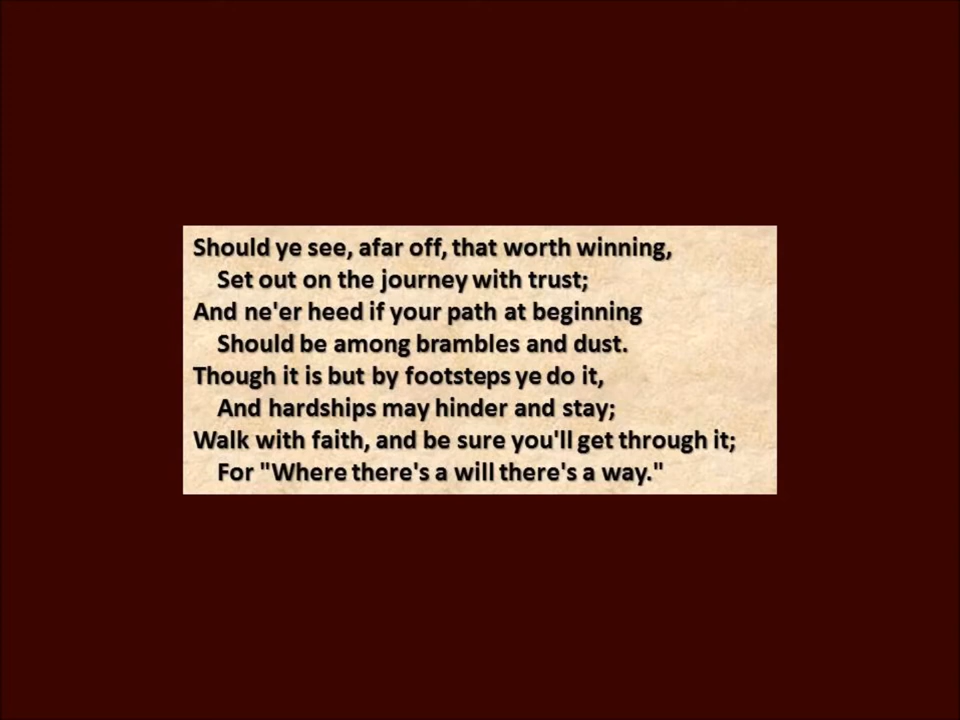 Should ye see, afar off, that worth winning,
Set out on the journey with trust;
And ne'er heed if your path at beginning
Should be among brambles and dust.
Though it is but by footsteps ye do it,
And hardships may hinder and stay;
Walk with faith, and be sure you'll get through it;
For "Where there's a will there's a way."